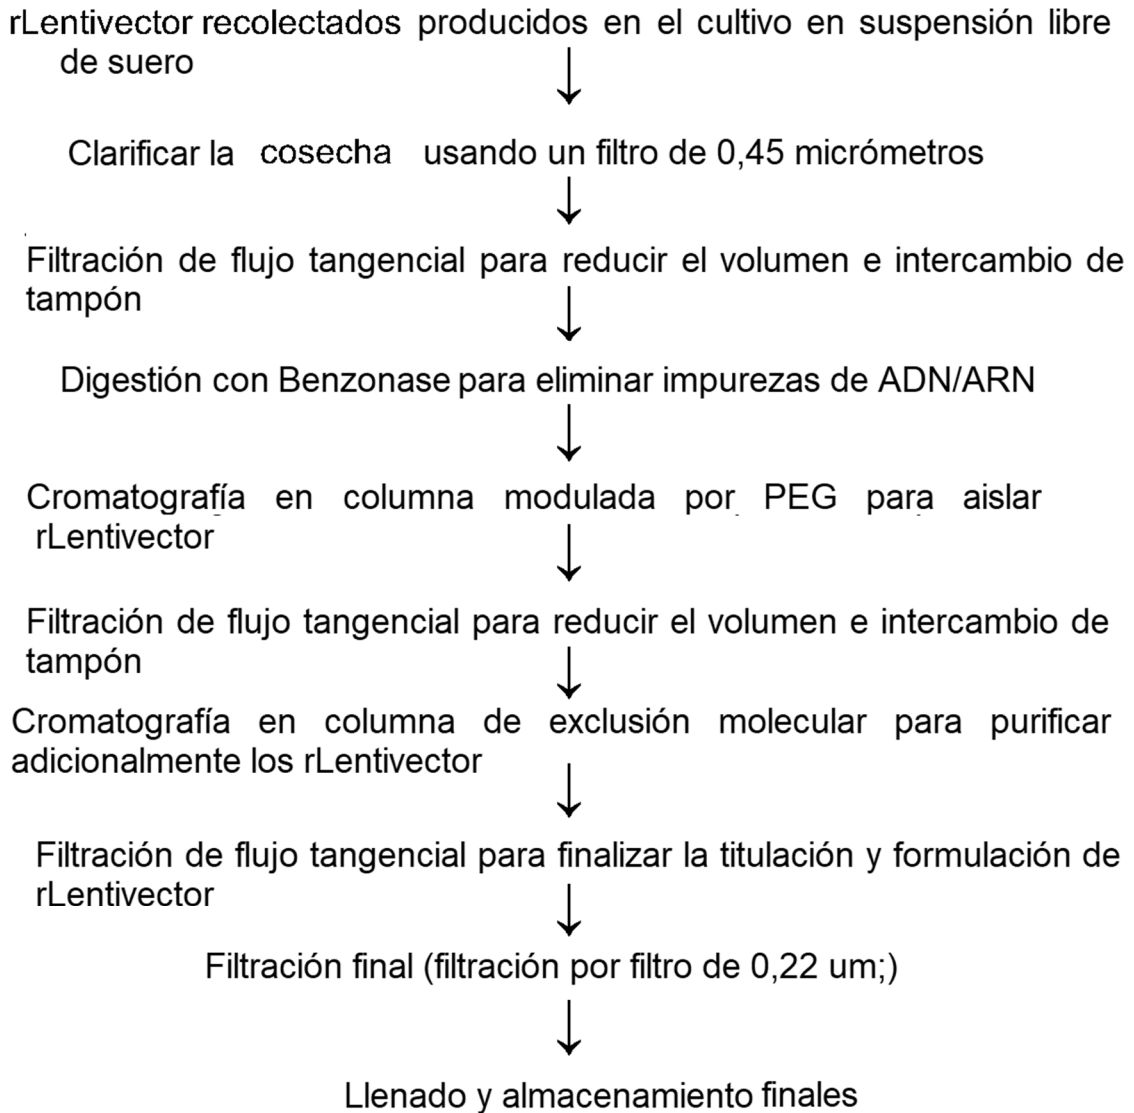 rLentivector recolectados producidos en el cultivo en suspensión libre
de suero
Clarificar la cosecha usando un filtro de 0,45 micrómetros
Filtración de flujo tangencial para reducir el volumen e intercambio de
tampón
Digestión con Benzonase para eliminar impurezas de ADN/ARN
Cromatografía en columna modulada por PEG para aislar
rLentivector
Filtración de flujo tangencial para reducir el volumen e intercambio de
tampón
Cromatografía en columna de exclusión molecular para purificar
adicionalmente los rLentivector
Filtración de flujo tangencial para finalizar la titulación y formulación de
rLentivector
Filtración final (filtración por filtro de 0,22 um;)
Llenado y almacenamiento finales